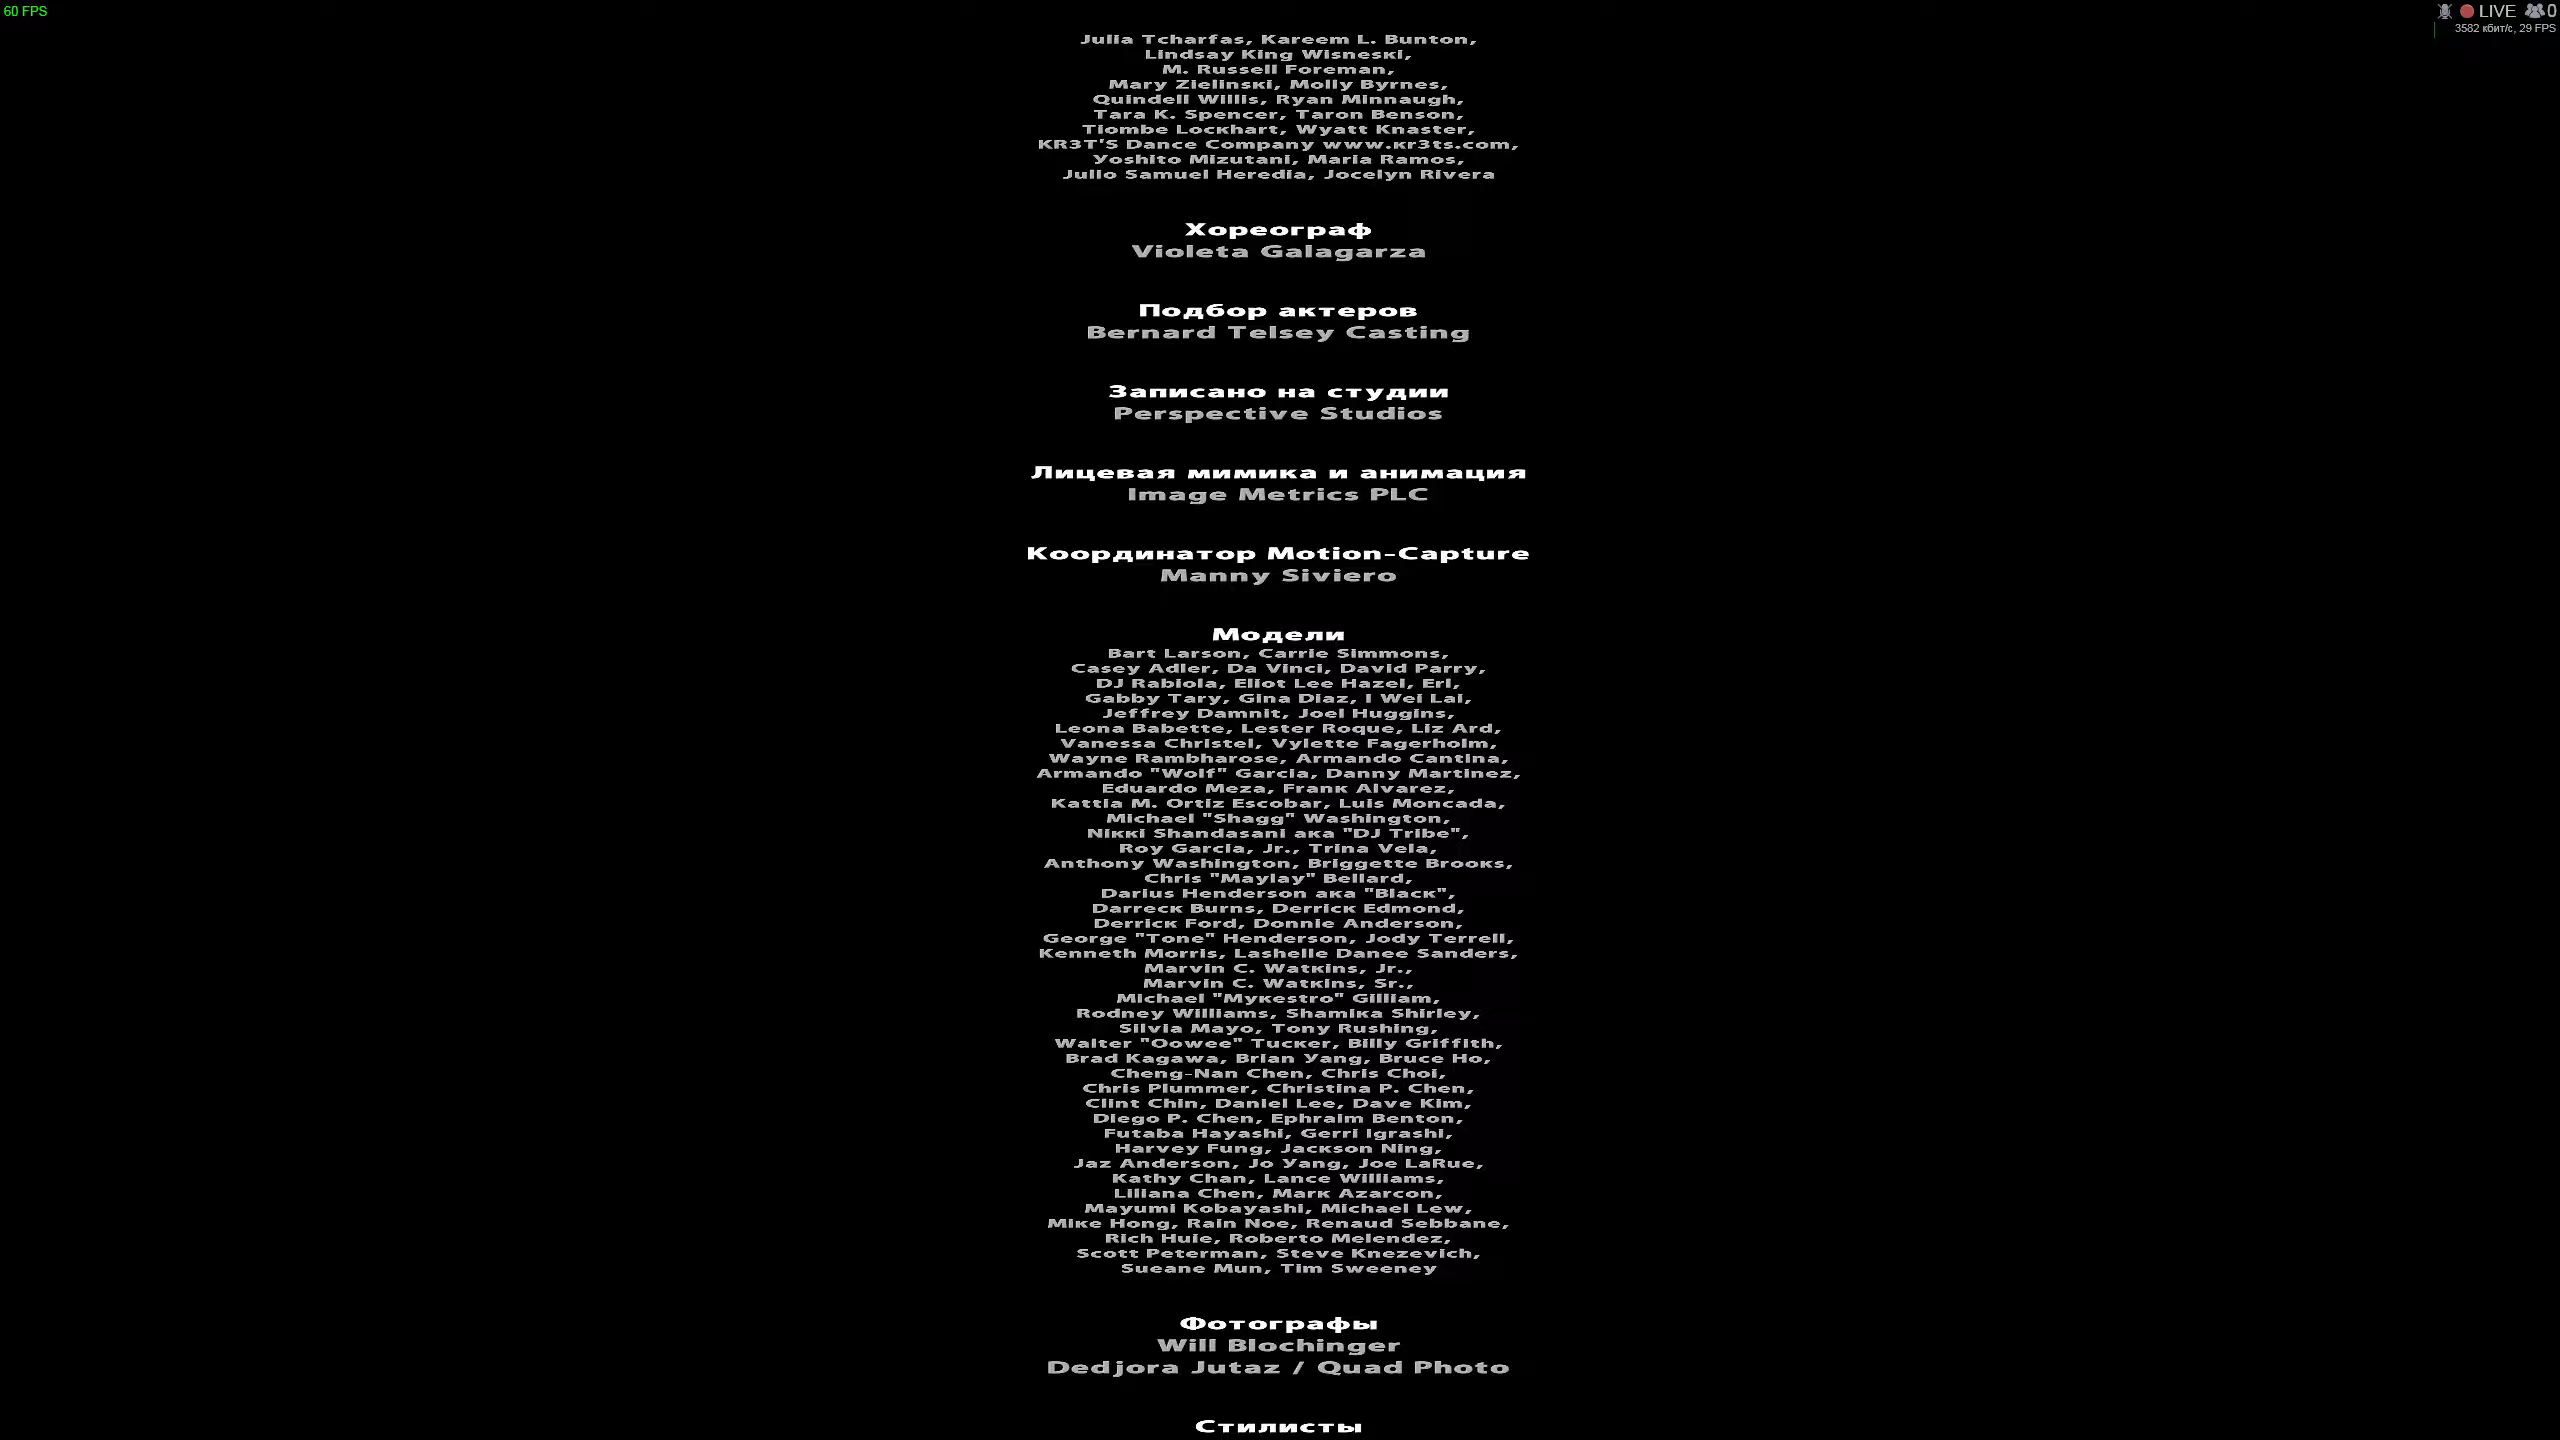 60 FPS
LIVE 0
3582 кбит/с, 29 FPS
Julia Tcharfas, Kareem L. Bunton,
Lindsay King Wisneski,
M. Russell Foreman,
Mary Zielinski, Molly Byrnes,
Quindell Willis, Ryan Minnaugh,
Tara K. Spencer, Taron Benson,
Tiombe Lockhart, Wyatt Knaster,
KR3T'S Dance Company www.kr3ts.com,
Yoshito Mizutani, Maria Ramos,
Julio Samuel Heredia, Jocelyn Rivera
Хореограф
Violeta Galagarza
Подбор актеров
Bernard Telsey Casting
Записано на студии
Perspective Studios
Лицевая мимика и анимация
Image Metrics PLC
Координатор Motion-Capture
Manny Siviero
Модели
Bart Larson, Carrie Simmons,
Casey Adler, Da Vinci, David Parry,
DJ Rabiola, Eliot Lee Hazel, Erl,
Gabby Tary, Gina Diaz, I Wei Lai,
Jeffrey Damnit, Joel Huggins,
Leona Babette, Lester Roque, Liz Ard,
Vanessa Christel, Vylette Fagerholm,
Wayne Rambharose, Armando Cantina,
Armando "Wolf" Garcia, Danny Martinez,
Eduardo Meza, Frank Alvarez,
Kattia M. Ortiz Escobar, Luis Moncada,
Michael "Shagg" Washington,
Nikki Shandasani aka "DJ Tribe",
Roy Garcia, Jr., Trina Vela,
Anthony Washington, Briggette Brooks,
Chris "Maylay" Bellard,
Darius Henderson aka "Black",
Darreck Burns, Derrick Edmond,
Derrick Ford, Donnie Anderson,
George "Tone" Henderson, Jody Terrell,
Kenneth Morris, Lashelle Danee Sanders,
Marvin C. Watkins, Jr.,
Marvin C. Watkins, Sr.,
Michael "Mykestro" Gilliam,
Rodney Williams, Shamika Shirley,
Silvia Mayo, Tony Rushing,
Walter "Oowee" Tucker, Billy Griffith,
Brad Kagawa, Brian Yang, Bruce Ho,
Cheng-Nan Chen, Chris Choi,
Chris Plummer, Christina P. Chen,
Clint Chin, Daniel Lee, Dave Kim,
Diego P. Chen, Ephraim Benton,
Futaba Hayashi, Gerri Igrashi,
Harvey Fung, Jackson Ning,
Jaz Anderson, Jo Yang, Joe LaRue,
Kathy Chan, Lance Williams,
Liliana Chen, Mark Azarcon,
Mayumi Kobayashi, Michael Lew,
Mike Hong, Rain Noe, Renaud Sebbane,
Rich Huie, Roberto Melendez,
Scott Peterman, Steve Knezevich,
Sueane Mun, Tim Sweeney
Фотографы
Will Blochinger
Dedjora Jutaz / Quad Photo
Стилисты